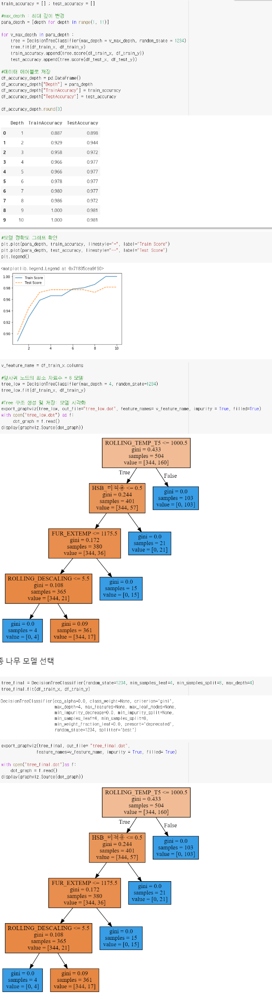 train_accuracy = [] ; test_accuracy = []
#max_depth : 최대 깊이 변경
para_depth = [depth for depth in range(1, 11)]
for v_max_depth in para_depth :
    tree = DecisionTreeClassifier(max_depth = v_max_depth, random_state = 1234)
    tree.fit(df_train_x, df_train_y)
    train_accuracy.append(tree.score(df_train_x, df_train_y))
    test_accuracy.append(tree.score(df_test_x, df_test_y))
#데이터 테이블로 저장
df_accuracy_depth = pd.DataFrame()
df_accuracy_depth["Depth"] = para_depth
df_accuracy_depth["TrainAccuracy"] = train_accuracy
df_accuracy_depth["TestAccuracy"] = test_accuracy
df_accuracy_depth.round(3)
Depth TrainAccuracy TestAccuracy
0 1 0.887 0.898
1 2 0.929 0.944
2 3 0.958 0.972
3 4 0.966 0.977
4 5 0.966 0.977
5 6 0.978 0.977
6 7 0.980 0.977
7 8 0.986 0.972
8 9 1.000 0.981
9 10 1.000 0.981
#모델 정확도 그래프 확인
plt.plot(para_depth, train_accuracy, linestyle="-", label="Train Score")
plt.plot(para_depth, test_accuracy, linestyle="--", label="Test Score")
plt.legend()
<matplotlib.legend.Legend at 0x7f835cea9f90>
1.00
Train Score
Test Score
0.98
0.96
0.94
0.92
0.90
2 4 6 8 10
v_feature_name = df_train_x.columns
#잎사귀 노드의 최소 자료수 = 8 모델
tree_low = DecisionTreeClassifier(max_depth = 4, random_state=1234)
tree_low.fit(df_train_x, df_train_y)
#Tree 구조 생성 및 저장: 모델 시각화
export_graphviz(tree_low, out_file="tree_low.dot", feature_names= v_feature_name, impurity = True, filled=True)
with open("tree_low.dot") as f:
    dot_graph = f.read()
display(graphviz.Source(dot_graph))
ROLLING_TEMP_T5 <= 1000.5
gini = 0.433
samples = 504
value = [344, 160]
True
False
HSB_미적용 <= 0.5
gini = 0.244
samples = 401
value = [344, 57]
gini = 0.0
samples = 103
value = [0, 103]
FUR_EXTEMP <= 1175.5
gini = 0.172
samples = 380
value = [344, 36]
gini = 0.0
samples = 21
value = [0, 21]
ROLLING_DESCALING <= 5.5
gini = 0.108
samples = 365
value = [344, 21]
gini = 0.0
samples = 15
value = [0, 15]
gini = 0.0
samples = 4
value = [0, 4]
gini = 0.09
samples = 361
value = [344, 17]
종 나무 모델 선택
tree_final = DecisionTreeClassifier(random_state=1234, min_samples_leaf=4, min_samples_split=8, max_depth=4)
tree_final.fit(df_train_x, df_train_y)
DecisionTreeClassifier(ccp_alpha=0.0, class_weight=None, criterion='gini',
                       max_depth=4, max_features=None, max_leaf_nodes=None,
                       min_impurity_decrease=0.0, min_impurity_split=None,
                       min_samples_leaf=4, min_samples_split=8,
                       min_weight_fraction_leaf=0.0, presort='deprecated',
                       random_state=1234, splitter='best')
export_graphviz(tree_final, out_file= "tree_final.dot",
                feature_names=v_feature_name, impurity = True, filled= True)
with open("tree_final.dot")as f:
    dot_graph = f.read()
display(graphviz.Source(dot_graph))
ROLLING_TEMP_T5 <= 1000.5
gini = 0.433
samples = 504
value = [344, 160]
True
False
HSB_미적용 <= 0.5
gini = 0.244
samples = 401
value = [344, 57]
gini = 0.0
samples = 103
value = [0, 103]
FUR_EXTEMP <= 1175.5
gini = 0.172
samples = 380
value = [344, 36]
gini = 0.0
samples = 21
value = [0, 21]
ROLLING_DESCALING <= 5.5
gini = 0.108
samples = 365
value = [344, 21]
gini = 0.0
samples = 15
value = [0, 15]
gini = 0.0
samples = 4
value = [0, 4]
gini = 0.09
samples = 361
value = [344, 17]